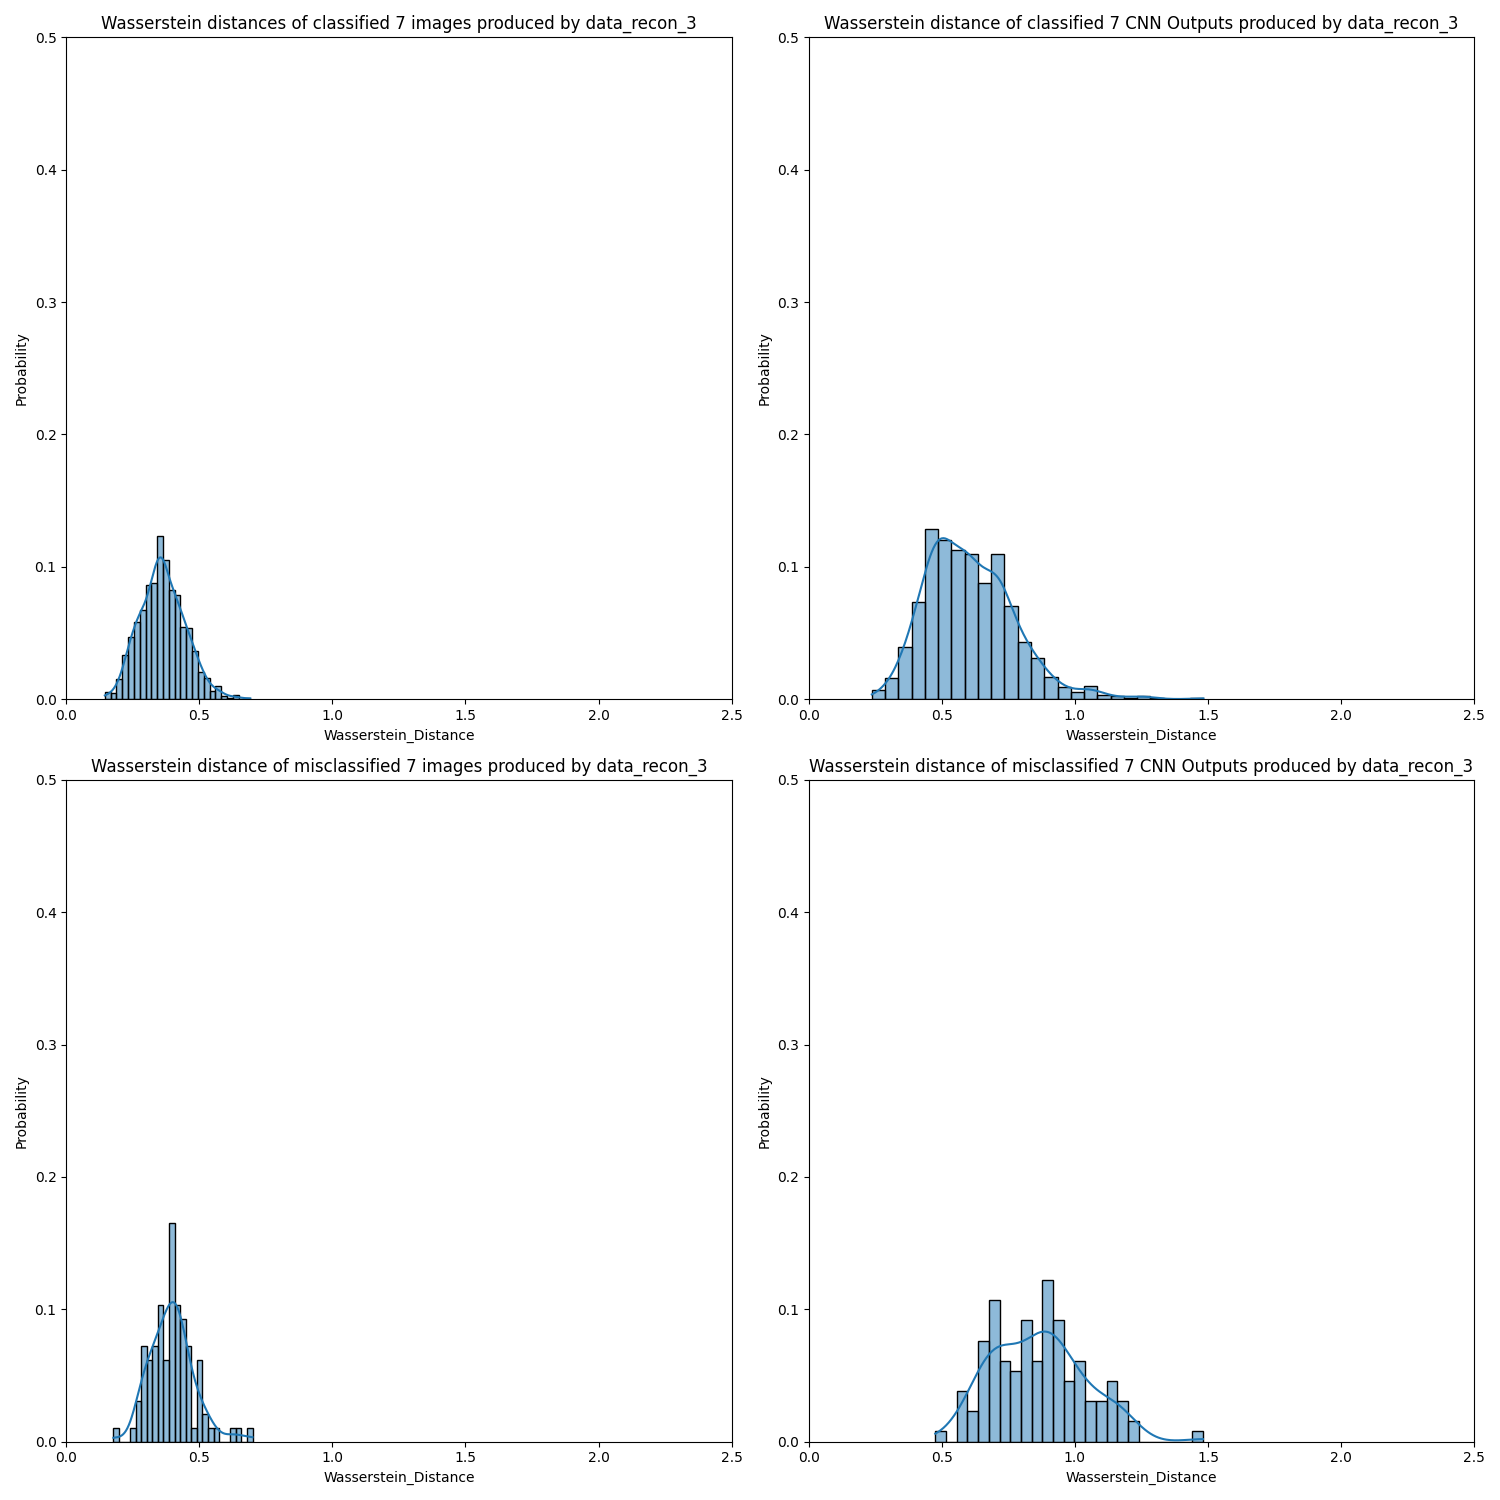 Wasserstein distances of classified 7 images produced by data_recon_3
0.5
0.4
0.3
0.2
0.1
0.0
Probability
0.0 0.5 1.0 1.5 2.0 2.5
Wasserstein_Distance
Wasserstein distance of classified 7 CNN Outputs produced by data_recon_3
0.5
0.4
0.3
0.2
0.1
0.0
Probability
0.0 0.5 1.0 1.5 2.0 2.5
Wasserstein_Distance
Wasserstein distance of misclassified 7 images produced by data_recon_3
0.5
0.4
0.3
0.2
0.1
0.0
Probability
0.0 0.5 1.0 1.5 2.0 2.5
Wasserstein_Distance
Wasserstein distance of misclassified 7 CNN Outputs produced by data_recon_3
0.5
0.4
0.3
0.2
0.1
0.0
Probability
0.0 0.5 1.0 1.5 2.0 2.5
Wasserstein_Distance